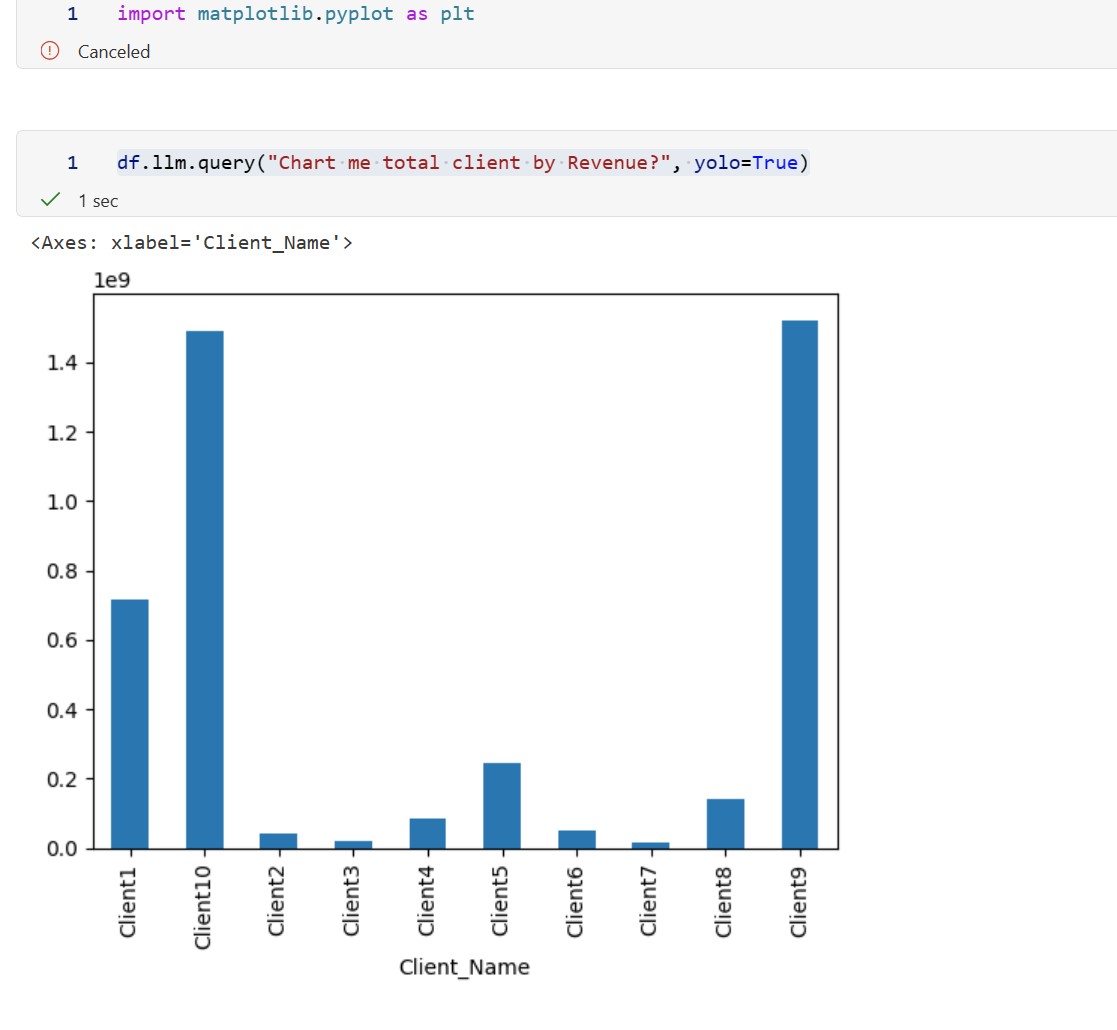 1 import matplotlib.pyplot as plt
Canceled
1 df.llm.query("Chart me total client by Revenue?", yolo=True)
1 sec
<Axes: xlabel='Client_Name'>
1e9
1.4
1.2
1.0
0.8
0.6
0.4
0.2
0.0
Client1 Client10 Client2 Client3 Client4 Client5 Client6 Client7 Client8 Client9
Client_Name